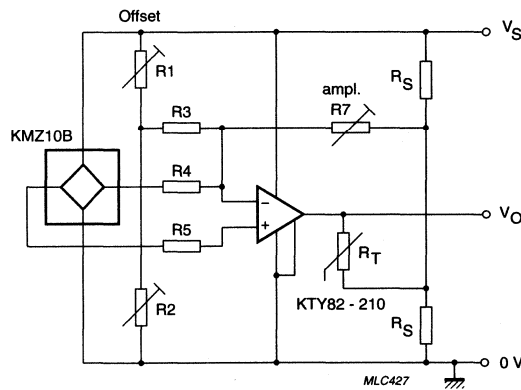 Offset
V_S
R1
R_S
ampl.
R7
R3
KMZ10B
R4
−
+
V_O
R5
R_T
KTY82 - 210
R2
R_S
0 V
MLC427